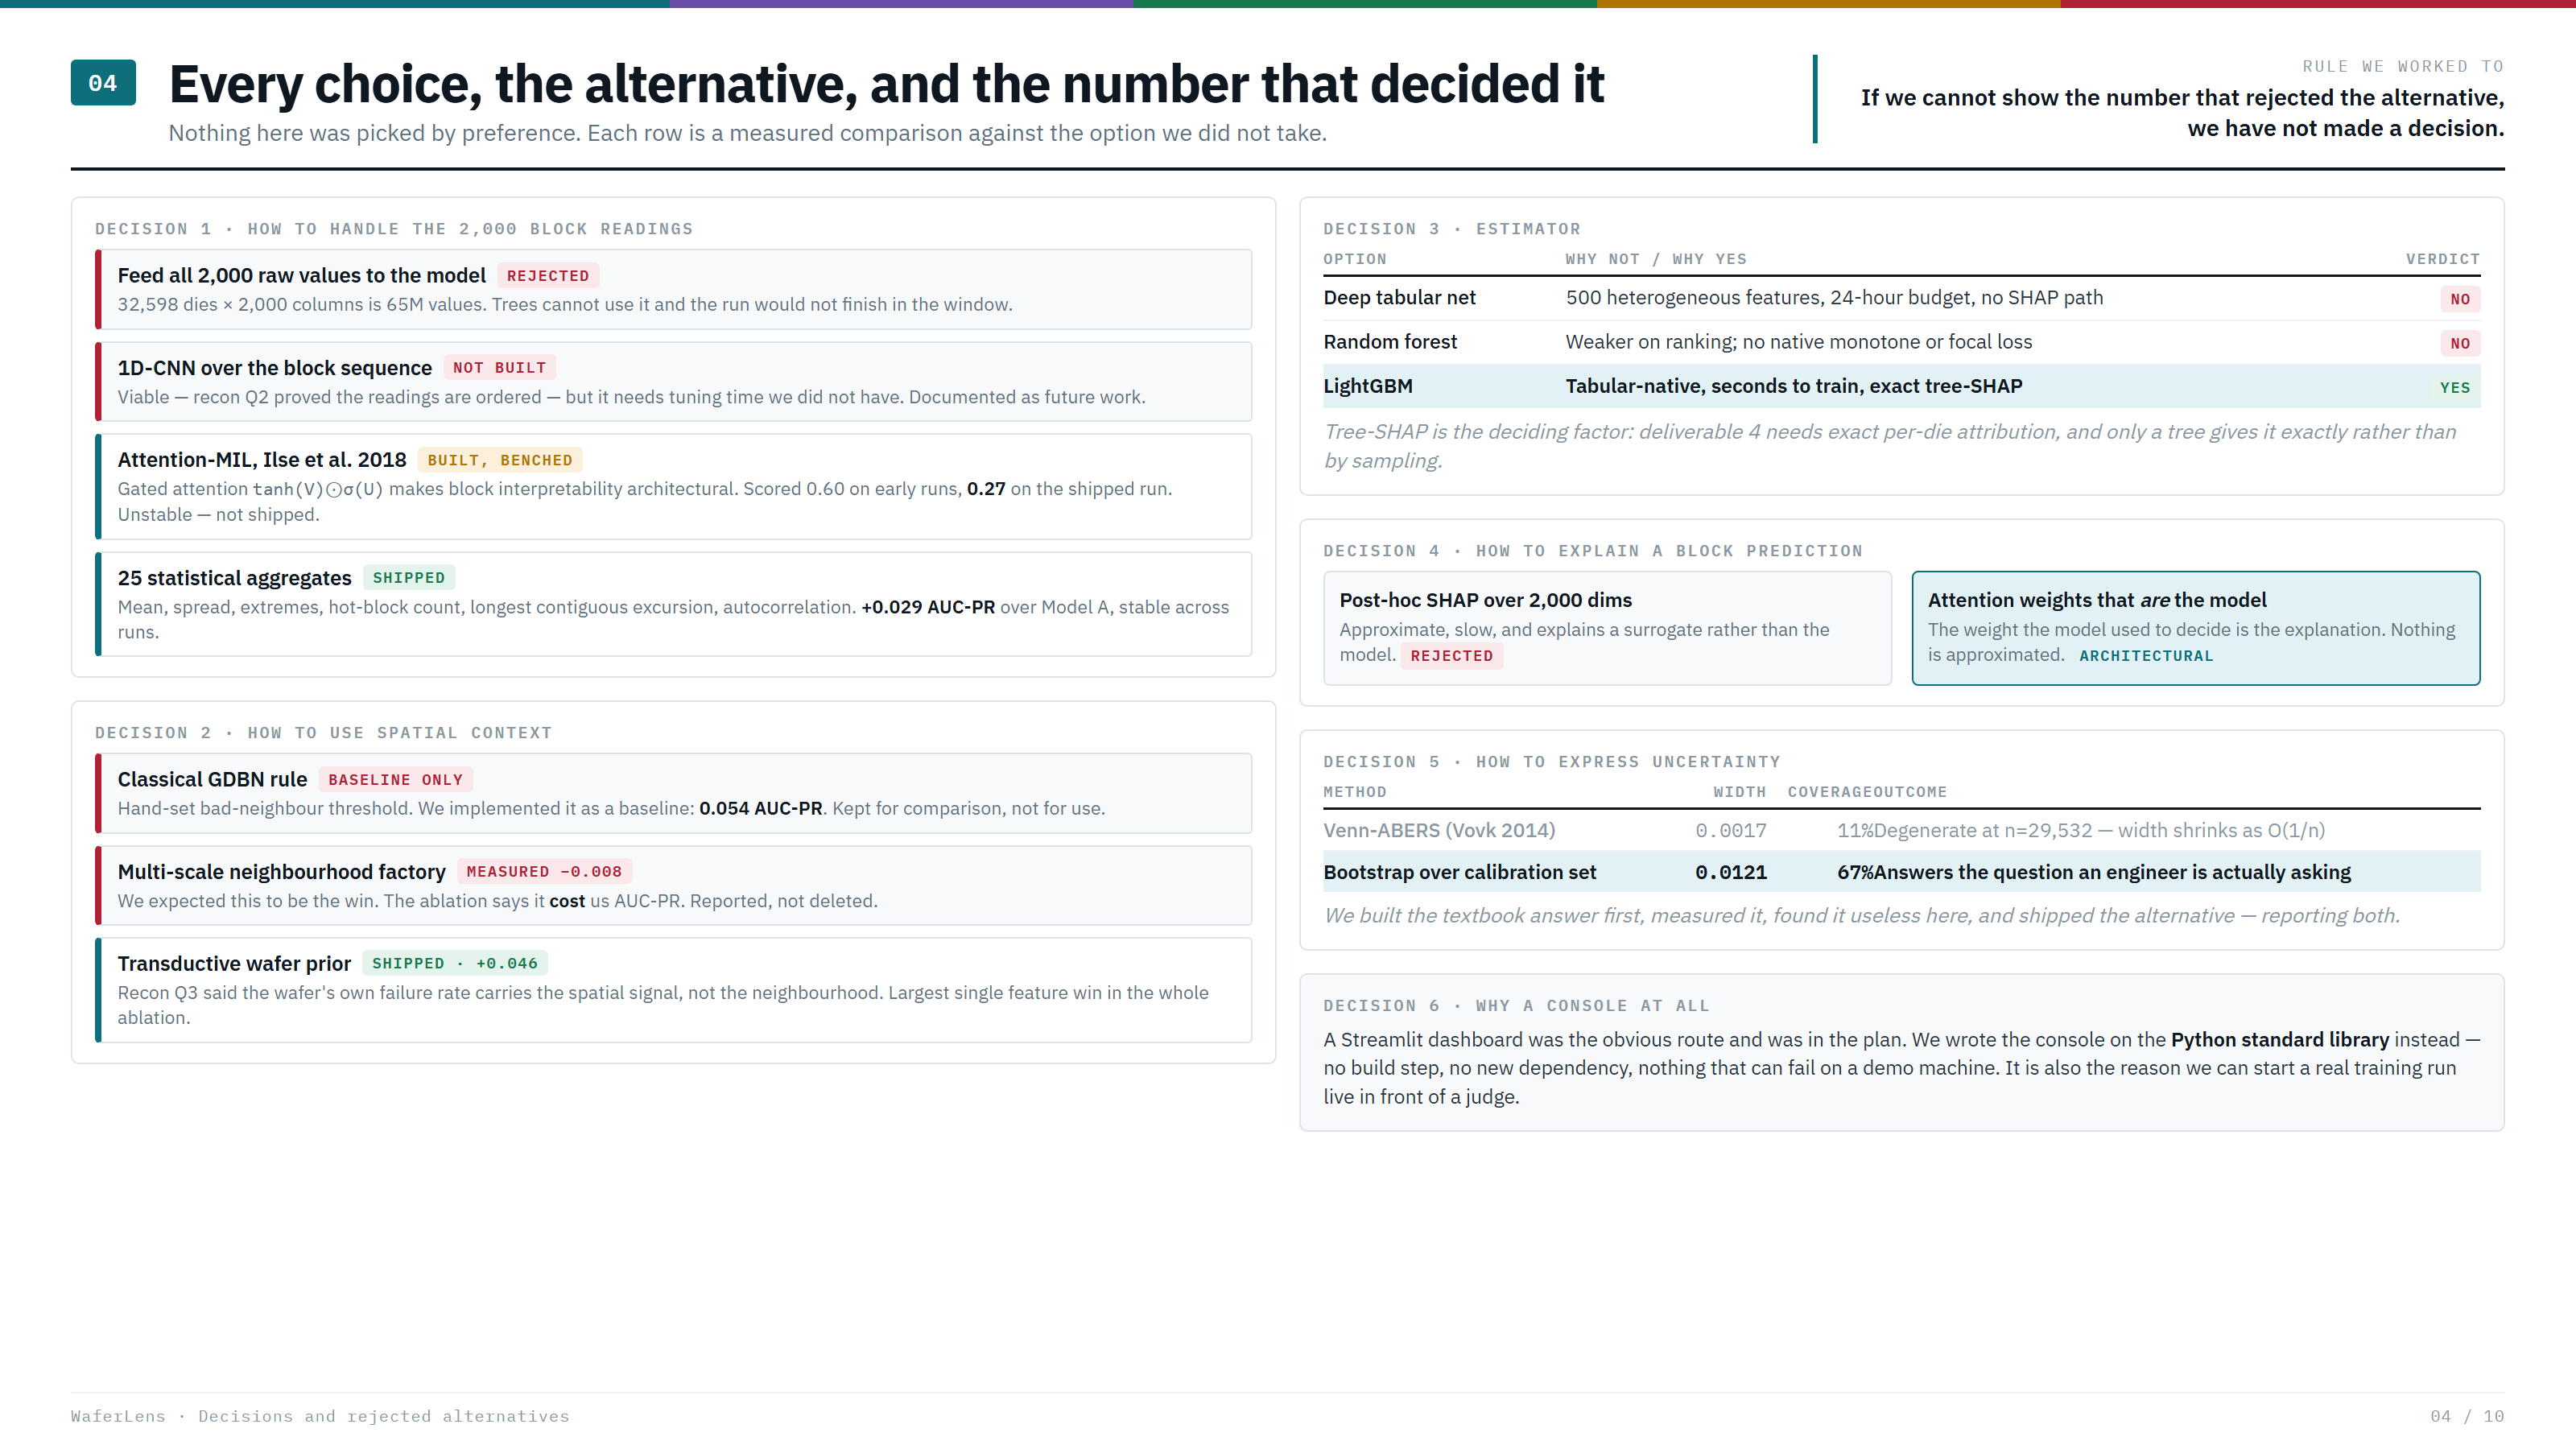 04
Every choice, the alternative, and the number that decided it
Nothing here was picked by preference. Each row is a measured comparison against the option we did not take.
RULE WE WORKED TO
If we cannot show the number that rejected the alternative,
we have not made a decision.
DECISION 1 · HOW TO HANDLE THE 2,000 BLOCK READINGS
Feed all 2,000 raw values to the model REJECTED
32,598 dies × 2,000 columns is 65M values. Trees cannot use it and the run would not finish in the window.
1D-CNN over the block sequence NOT BUILT
Viable — recon Q2 proved the readings are ordered — but it needs tuning time we did not have. Documented as future work.
Attention-MIL, Ilse et al. 2018 BUILT, BENCHED
Gated attention tanh(V)⊙σ(U) makes block interpretability architectural. Scored 0.60 on early runs, 0.27 on the shipped run.
Unstable — not shipped.
25 statistical aggregates SHIPPED
Mean, spread, extremes, hot-block count, longest contiguous excursion, autocorrelation. +0.029 AUC-PR over Model A, stable across
runs.
DECISION 2 · HOW TO USE SPATIAL CONTEXT
Classical GDBN rule BASELINE ONLY
Hand-set bad-neighbour threshold. We implemented it as a baseline: 0.054 AUC-PR. Kept for comparison, not for use.
Multi-scale neighbourhood factory MEASURED −0.008
We expected this to be the win. The ablation says it cost us AUC-PR. Reported, not deleted.
Transductive wafer prior SHIPPED · +0.046
Recon Q3 said the wafer's own failure rate carries the spatial signal, not the neighbourhood. Largest single feature win in the whole
ablation.
DECISION 3 · ESTIMATOR
OPTION WHY NOT / WHY YES VERDICT
Deep tabular net 500 heterogeneous features, 24-hour budget, no SHAP path NO
Random forest Weaker on ranking; no native monotone or focal loss NO
LightGBM Tabular-native, seconds to train, exact tree-SHAP YES
Tree-SHAP is the deciding factor: deliverable 4 needs exact per-die attribution, and only a tree gives it exactly rather than
by sampling.
DECISION 4 · HOW TO EXPLAIN A BLOCK PREDICTION
Post-hoc SHAP over 2,000 dims
Approximate, slow, and explains a surrogate rather than the
model. REJECTED
Attention weights that are the model
The weight the model used to decide is the explanation. Nothing
is approximated. ARCHITECTURAL
DECISION 5 · HOW TO EXPRESS UNCERTAINTY
METHOD WIDTH COVERAGEOUTCOME
Venn-ABERS (Vovk 2014) 0.0017 11%Degenerate at n=29,532 — width shrinks as O(1/n)
Bootstrap over calibration set 0.0121 67%Answers the question an engineer is actually asking
We built the textbook answer first, measured it, found it useless here, and shipped the alternative — reporting both.
DECISION 6 · WHY A CONSOLE AT ALL
A Streamlit dashboard was the obvious route and was in the plan. We wrote the console on the Python standard library instead —
no build step, no new dependency, nothing that can fail on a demo machine. It is also the reason we can start a real training run
live in front of a judge.
WaferLens · Decisions and rejected alternatives
04 / 10